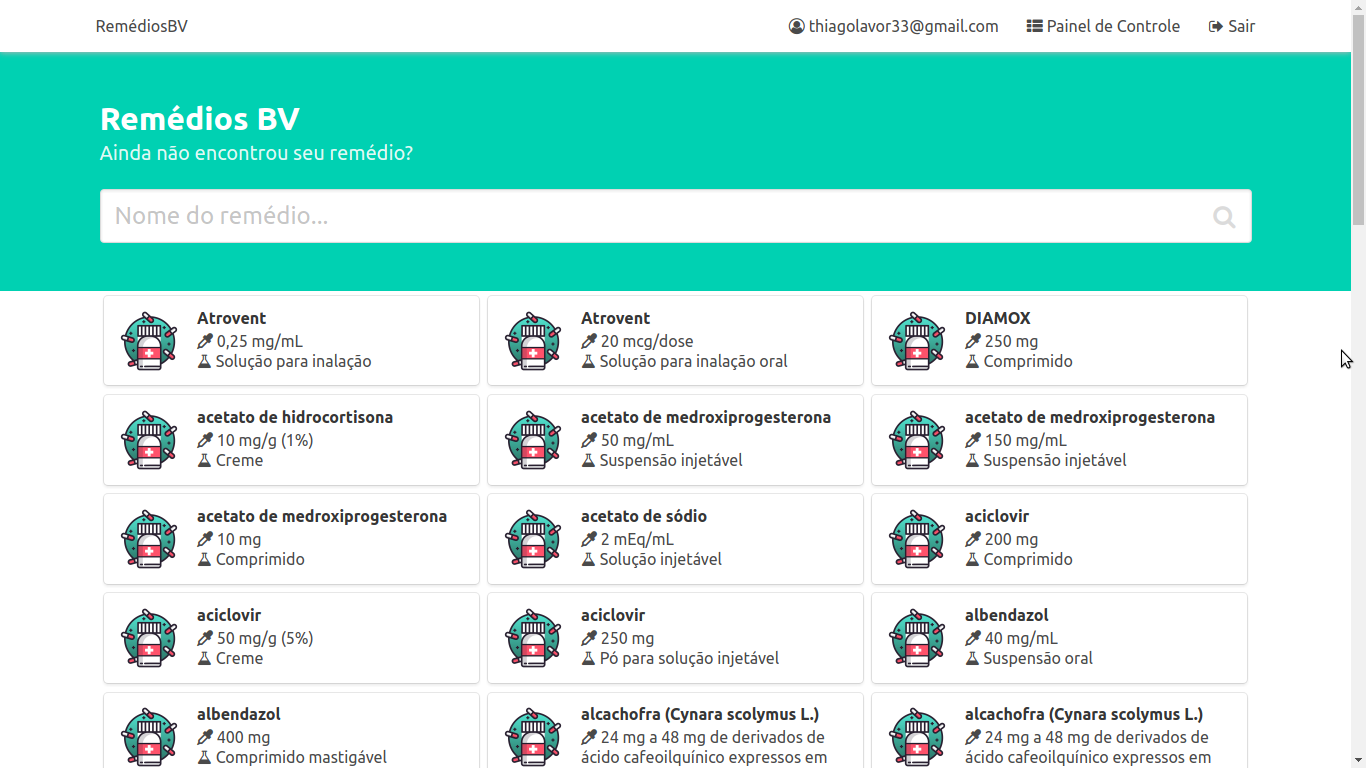 RemédiosBV
thiagolavor33@gmail.com
Painel de Controle
Sair
Remédios BV
Ainda não encontrou seu remédio?
Nome do remédio...
Atrovent
0,25 mg/mL
Solução para inalação
Atrovent
20 mcg/dose
Solução para inalação oral
DIAMOX
250 mg
Comprimido
acetato de hidrocortisona
10 mg/g (1%)
Creme
acetato de medroxiprogesterona
50 mg/mL
Suspensão injetável
acetato de medroxiprogesterona
150 mg/mL
Suspensão injetável
acetato de medroxiprogesterona
10 mg
Comprimido
acetato de sódio
2 mEq/mL
Solução injetável
aciclovir
200 mg
Comprimido
aciclovir
50 mg/g (5%)
Creme
aciclovir
250 mg
Pó para solução injetável
albendazol
40 mg/mL
Suspensão oral
albendazol
400 mg
Comprimido mastigável
alcachofra (Cynara scolymus L.)
24 mg a 48 mg de derivados de
ácido cafeoilquínico expressos em
alcachofra (Cynara scolymus L.)
24 mg a 48 mg de derivados de
ácido cafeoilquínico expressos em